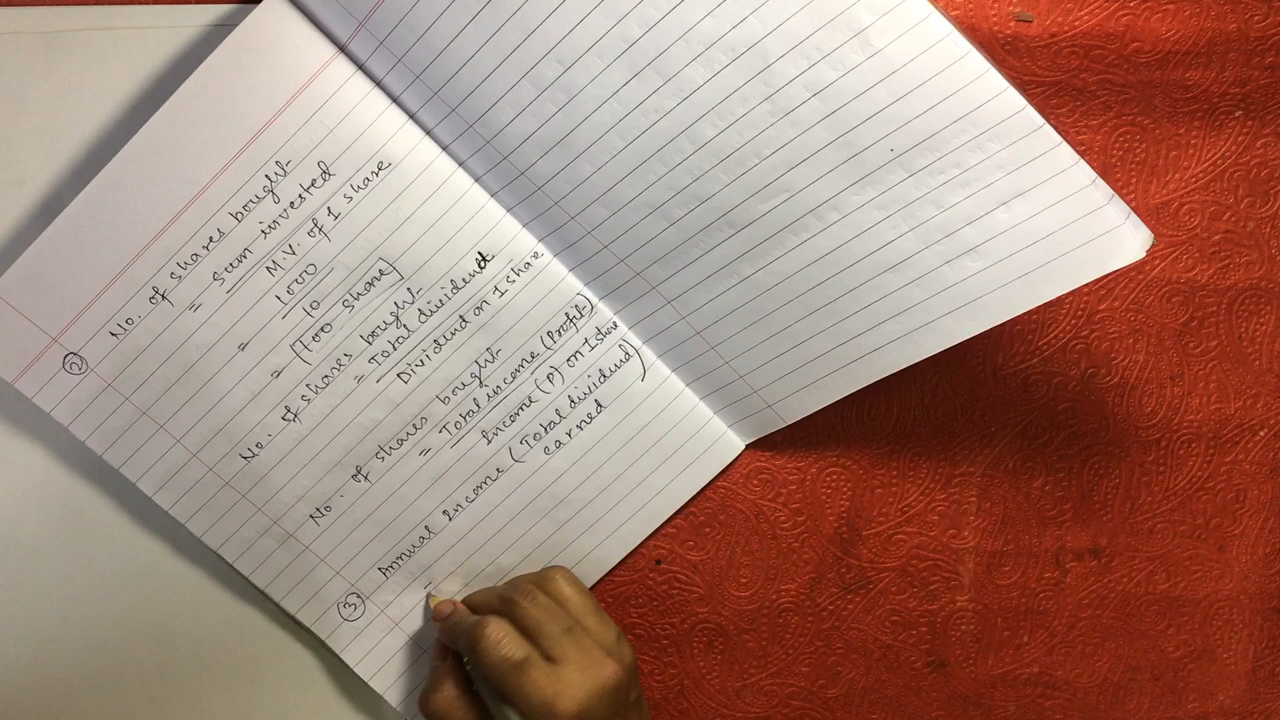 ② No. of shares bought
= Sum invested
M.V. of 1 share
= 1000
10
= [100 share]
No. of shares bought
= Total dividend
Dividend on 1 share
No. of shares bought
= Total income (Profit)
Income (P) on 1 share
③ Annual Income (Total dividend)
earned
=